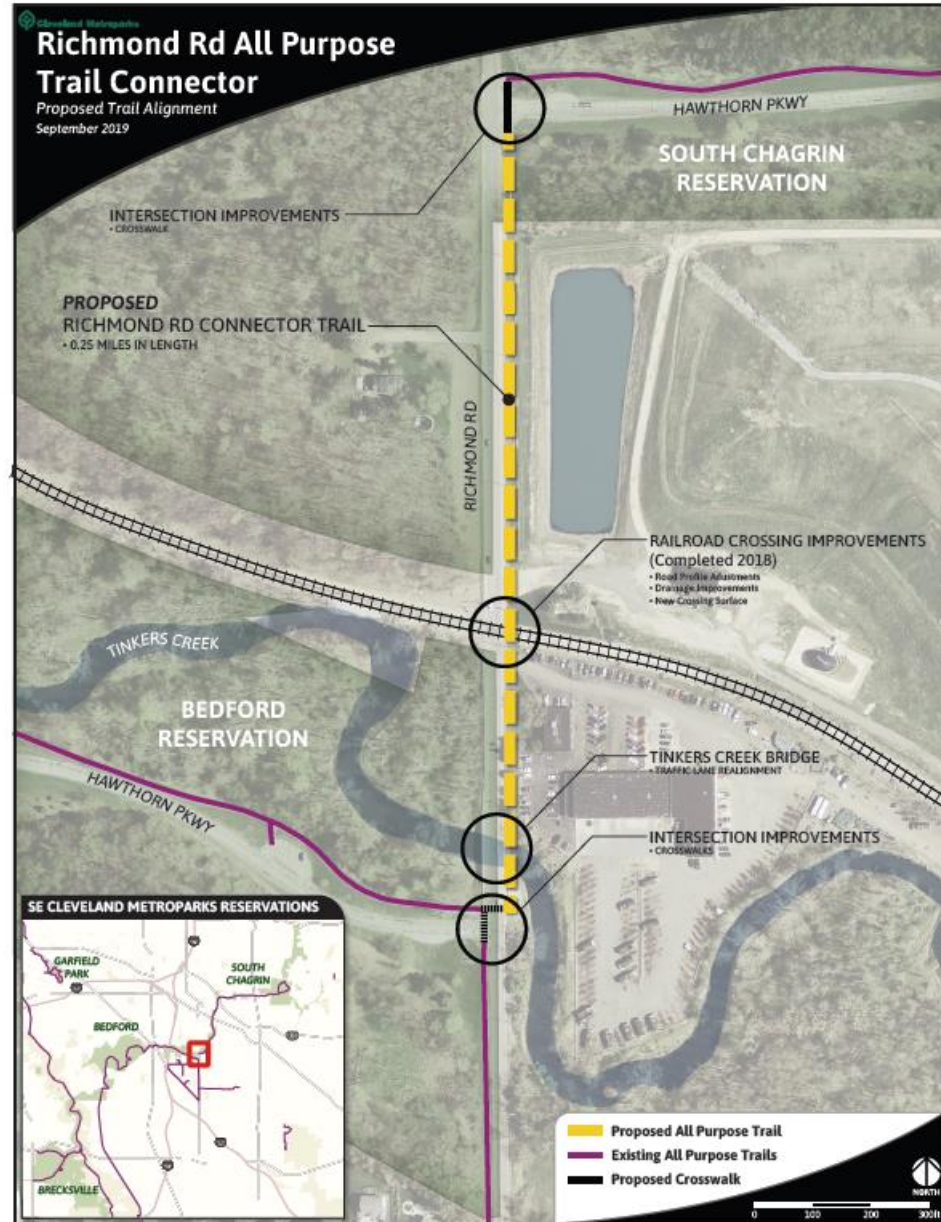 Cleveland Metroparks
Richmond Rd All Purpose
Trail Connector
Proposed Trail Alignment
September 2019
HAWTHORN PKWY
SOUTH CHAGRIN
RESERVATION
INTERSECTION IMPROVEMENTS
• CROSSWALK
PROPOSED
RICHMOND RD CONNECTOR TRAIL
• 0.25 MILES IN LENGTH
RICHMOND RD
RAILROAD CROSSING IMPROVEMENTS
(Completed 2018)
• Road Profile Adjustments
• Drainage Improvements
• New Crossing Surface
TINKERS CREEK
BEDFORD
RESERVATION
HAWTHORN PKWY
TINKERS CREEK BRIDGE
• TRAFFIC LANE REALIGNMENT
INTERSECTION IMPROVEMENTS
• CROSSWALKS
SE CLEVELAND METROPARKS RESERVATIONS
GARFIELD
PARK
SOUTH
CHAGRIN
BEDFORD
BRECKSVILLE
Proposed All Purpose Trail
Existing All Purpose Trails
Proposed Crosswalk
NORTH
0 100 200 300ft